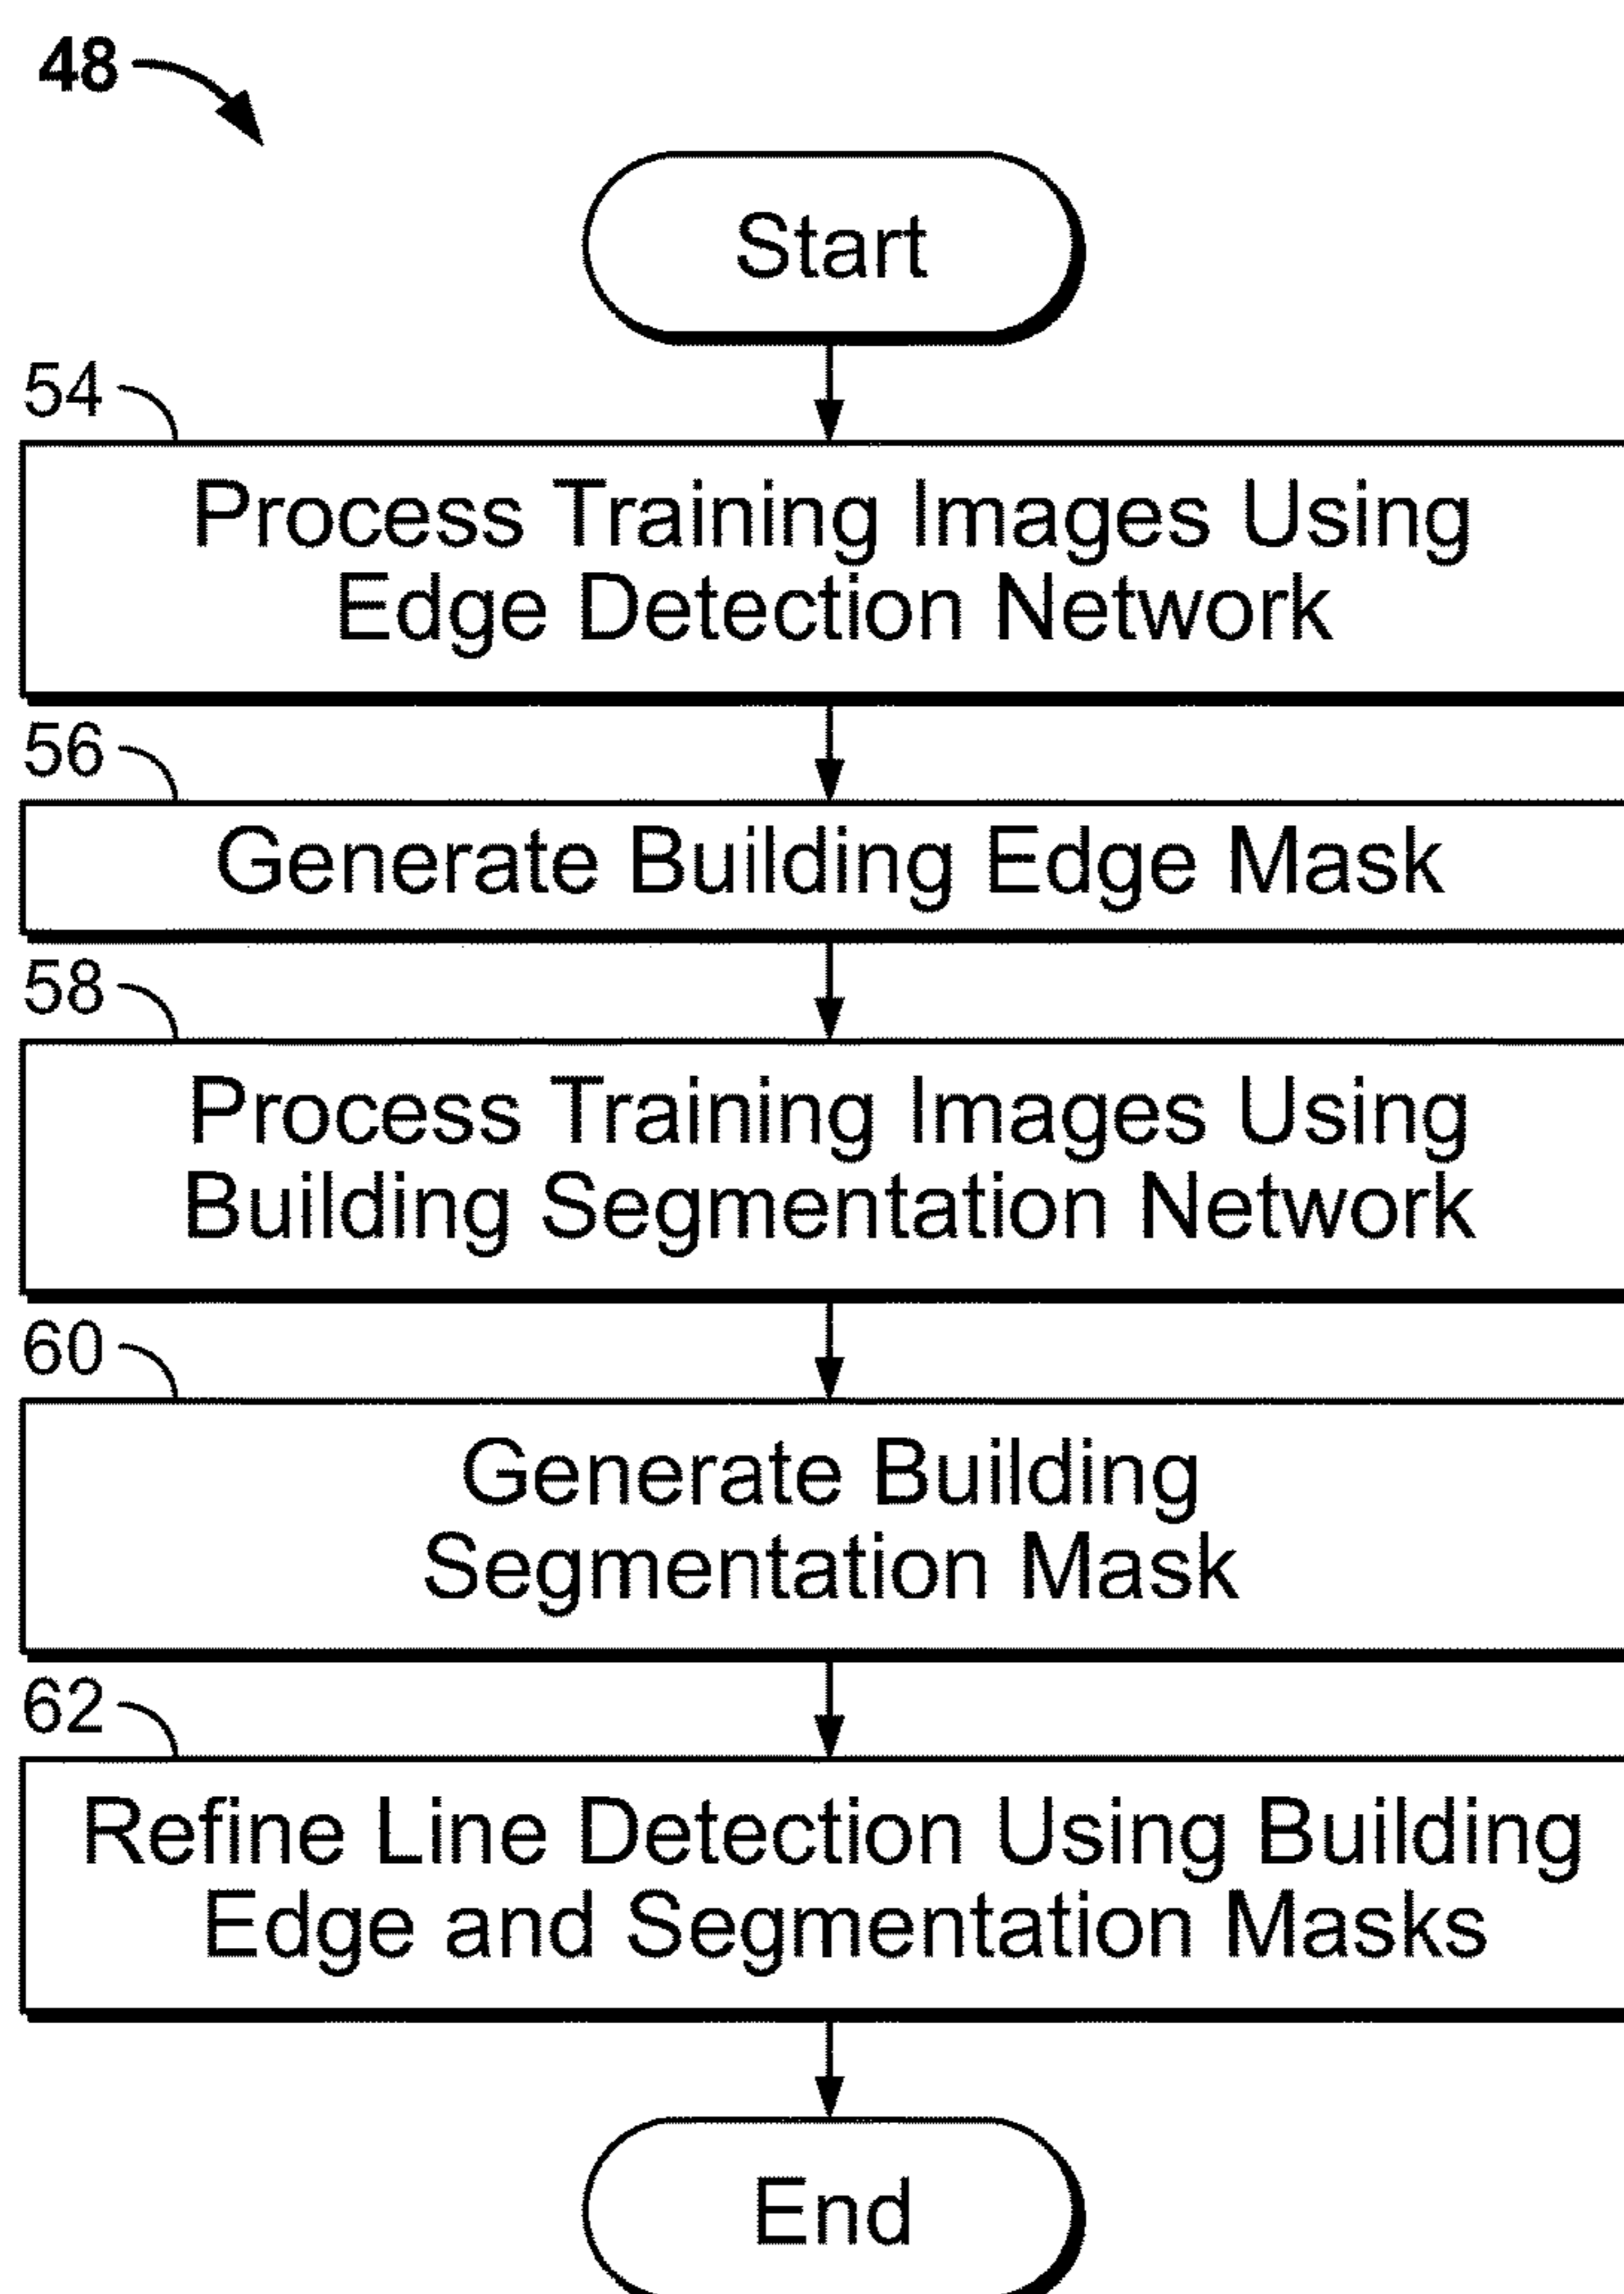 48
Start
54
Process Training Images Using
Edge Detection Network
56
Generate Building Edge Mask
58
Process Training Images Using
Building Segmentation Network
60
Generate Building
Segmentation Mask
62
Refine Line Detection Using Building
Edge and Segmentation Masks
End